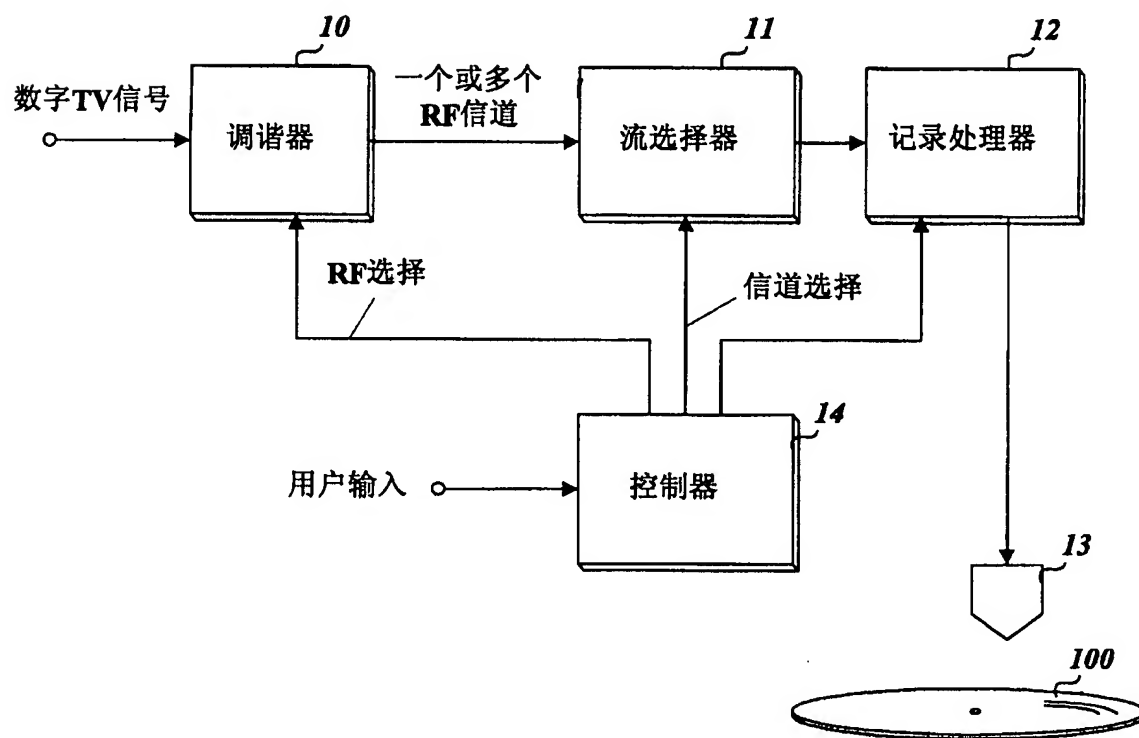 10
11
12
数字TV信号
调谐器
一个或多个
RF信道
流选择器
记录处理器
RF选择
信道选择
14
用户输入
控制器
13
100